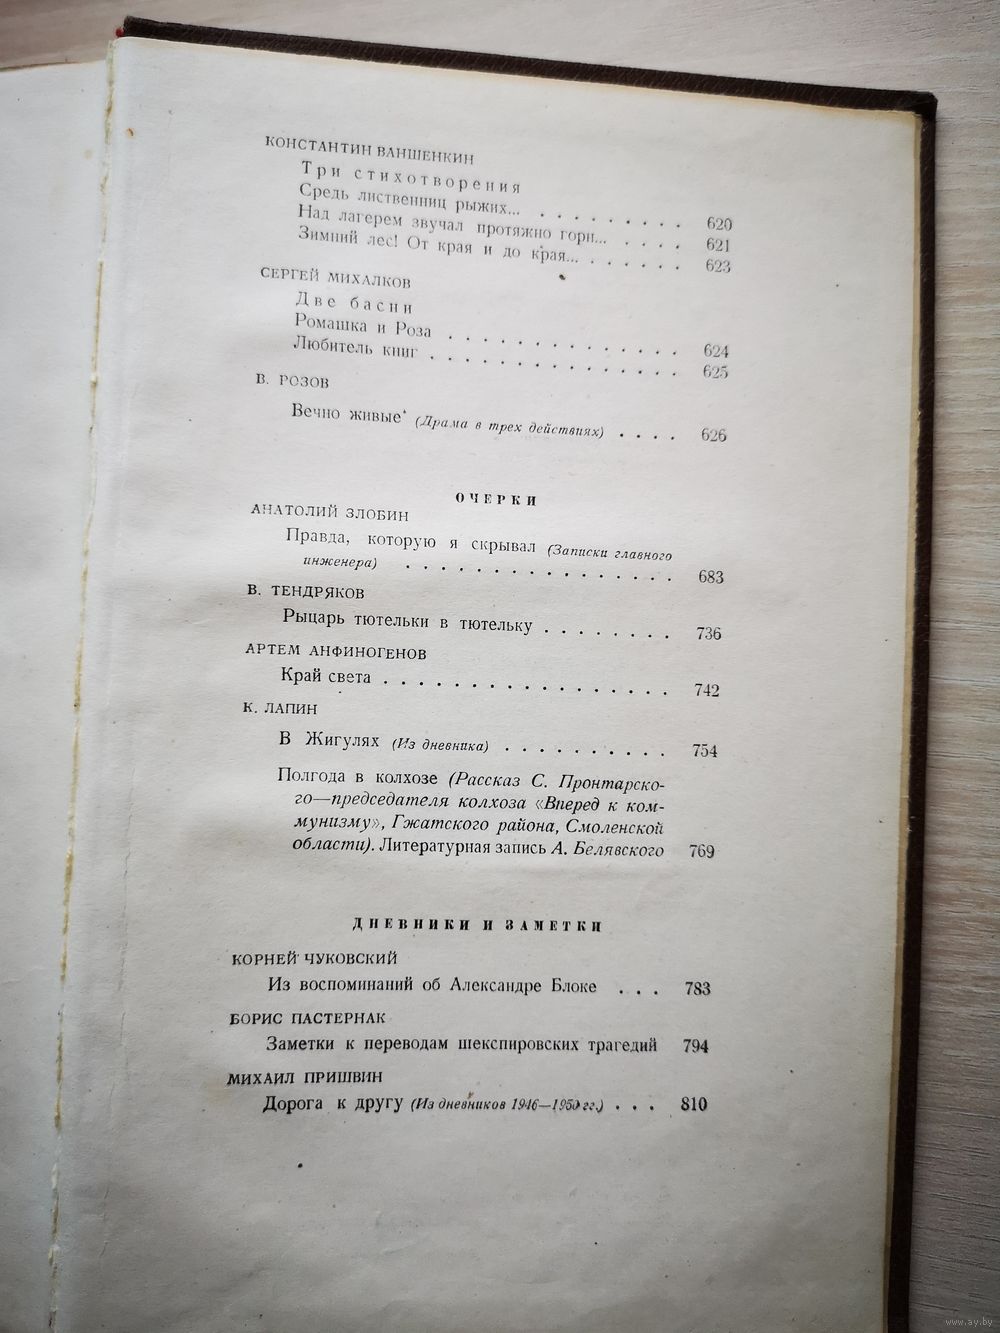 КОНСТАНТИН ВАНШЕНКИН
Три стихотворения
Средь лиственниц рыжих... . . . . . . . . . 620
Над лагерем звучал протяжно горн... . . . . 621
Зимний лес! От края и до края... . . . . . . 623
СЕРГЕЙ МИХАЛКОВ
Две басни
Ромашка и Роза . . . . . . . . . . . . . . 624
Любитель книг . . . . . . . . . . . . . . . 625
В. РОЗОВ
Вечно живые (Драма в трех действиях) . . . . 626
ОЧЕРКИ
АНАТОЛИЙ ЗЛОБИН
Правда, которую я скрывал (Записки главного
инженера) . . . . . . . . . . . . . . . . 683
В. ТЕНДРЯКОВ
Рыцарь тютельки в тютельку . . . . . . . . 736
АРТЕМ АНФИНОГЕНОВ
Край света . . . . . . . . . . . . . . . . . 742
К. ЛАПИН
В Жигулях (Из дневника) . . . . . . . . . . 754
Полгода в колхозе (Рассказ С. Пронтарско-
го—председателя колхоза «Вперед к ком-
мунизму», Гжатского района, Смоленской
области). Литературная запись А. Белявского 769
ДНЕВНИКИ И ЗАМЕТКИ
КОРНЕЙ ЧУКОВСКИЙ
Из воспоминаний об Александре Блоке . . . 783
БОРИС ПАСТЕРНАК
Заметки к переводам шекспировских трагедий 794
МИХАИЛ ПРИШВИН
Дорога к другу (Из дневников 1946—1950 гг.) . . . 810
www.ay.by